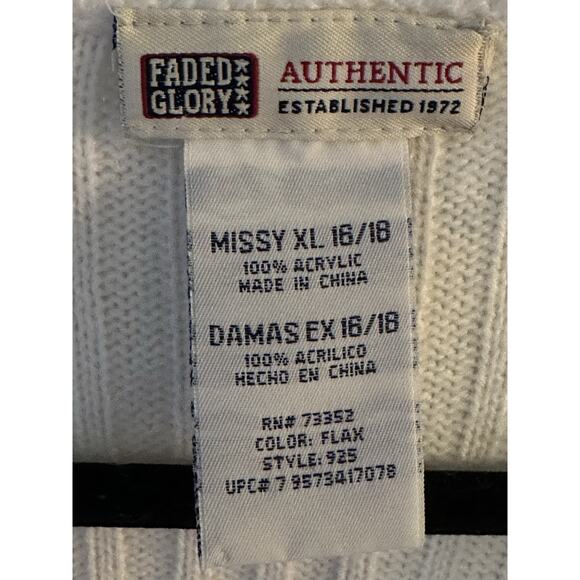 FADED GLORY
AUTHENTIC
ESTABLISHED 1972
MISSY XL 16/18
100% ACRYLIC
MADE IN CHINA
DAMAS EX 16/18
100% ACRILICO
HECHO EN CHINA
RN# 73352
COLOR: FLAX
STYLE: 925
UPC# 7 9573417078